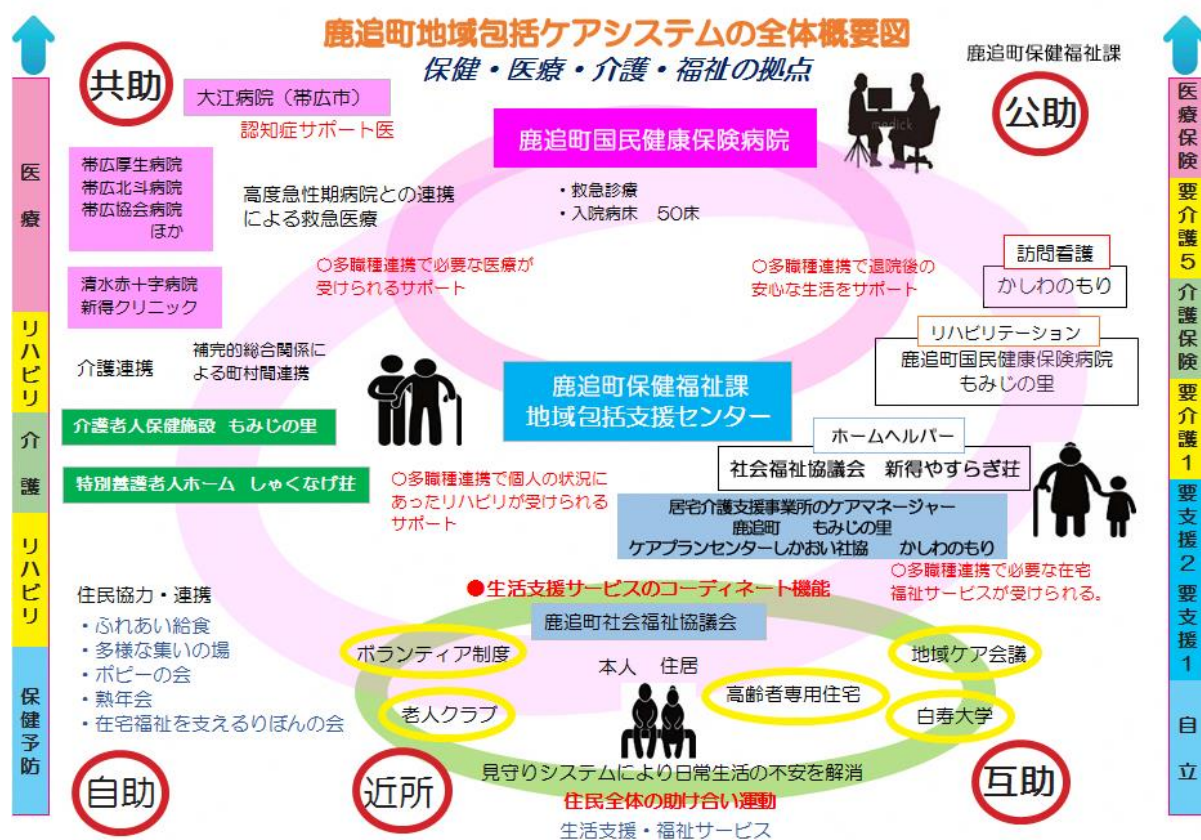 鹿追町地域包括ケアシステムの全体概要図
保健・医療・介護・福祉の拠点
鹿追町保健福祉課
共助
公助
大江病院（帯広市）
認知症サポート医
鹿追町国民健康保険病院
medick
・救急診療
・入院病床　50床
帯広厚生病院
帯広北斗病院
帯広協会病院
ほか
高度急性期病院との連携
による救急医療
○多職種連携で必要な医療が
受けられるサポート
○多職種連携で退院後の
安心な生活をサポート
訪問看護
かしわのもり
清水赤十字病院
新得クリニック
リハビリテーション
鹿追町国民健康保険病院
もみじの里
介護連携
補完的総合関係に
よる町村間連携
鹿追町保健福祉課
地域包括支援センター
介護老人保健施設 もみじの里
ホームヘルパー
社会福祉協議会　新得やすらぎ荘
特別養護老人ホーム しゃくなげ荘
○多職種連携で個人の状況に
あったリハビリが受けられる
サポート
居宅介護支援事業所のケアマネージャー
鹿追町　もみじの里
ケアプランセンターしかおい社協　かしわのもり
○多職種連携で必要な在宅
福祉サービスが受けられる。
●生活支援サービスのコーディネート機能
鹿追町社会福祉協議会
住民協力・連携
・ふれあい給食
・多様な集いの場
・ポピーの会
・熟年会
・在宅福祉を支えるりぼんの会
ボランティア制度
地域ケア会議
本人　住居
高齢者専用住宅
老人クラブ
白寿大学
見守りシステムにより日常生活の不安を解消
住民全体の助け合い運動
生活支援・福祉サービス
自助
近所
互助
医療
リハビリ
介護
リハビリ
保健予防
医療保険
要介護5
介護保険
要介護1
要支援2
要支援1
自立